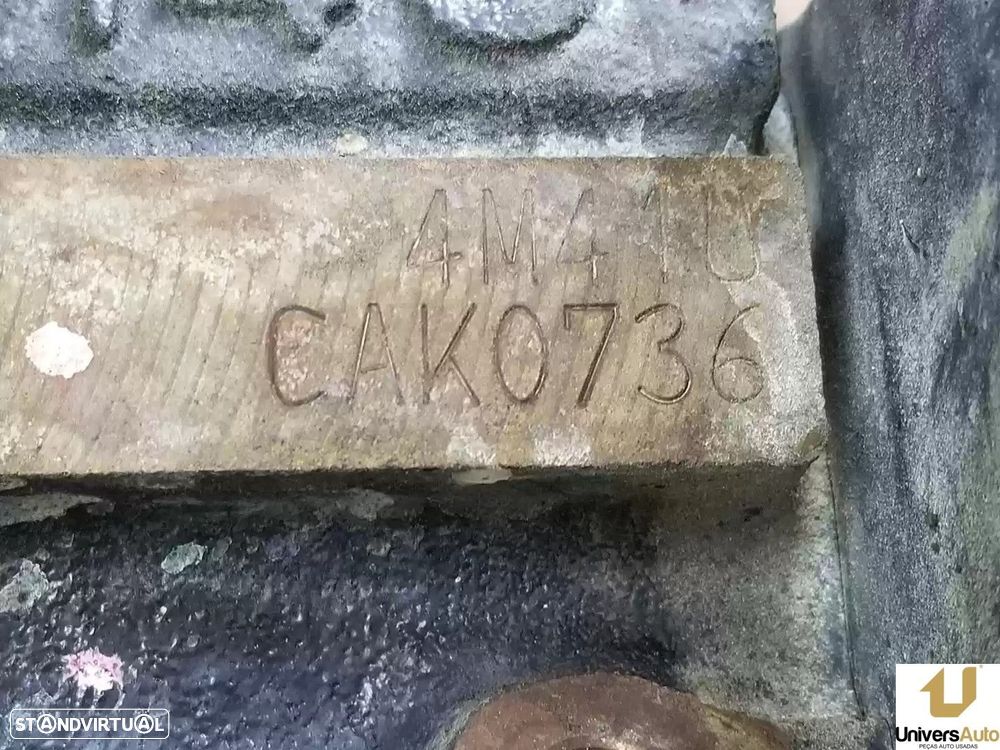 4M41U
CAK0736
STANDVIRTUAL
UniversAuto
PEÇAS AUTO USADAS